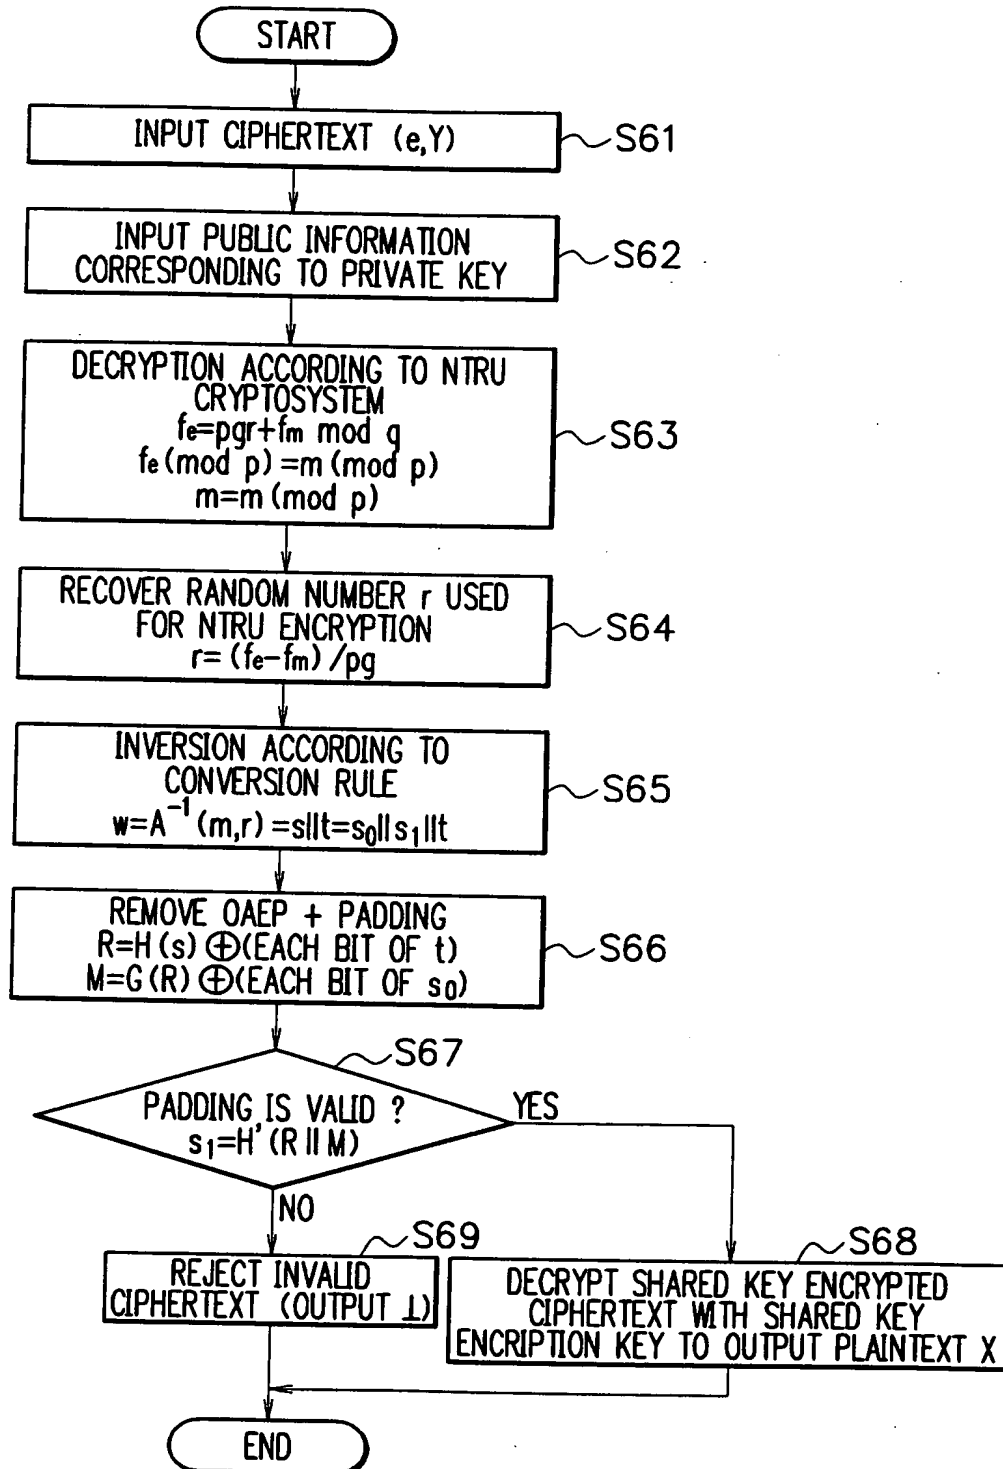 START
INPUT CIPHERTEXT (e,Y)
S61
INPUT PUBLIC INFORMATION
CORRESPONDING TO PRIVATE KEY
S62
DECRYPTION ACCORDING TO NTRU
CRYPTOSYSTEM
fe=pgr+fm mod q
fe(mod p)=m(mod p)
m=m(mod p)
S63
RECOVER RANDOM NUMBER r USED
FOR NTRU ENCRYPTION
r=(fe-fm)/pg
S64
INVERSION ACCORDING TO
CONVERSION RULE
w=A⁻¹(m,r)=s||t=s₀||s₁||t
S65
REMOVE OAEP + PADDING
R=H(s)⊕(EACH BIT OF t)
M=G(R)⊕(EACH BIT OF s₀)
S66
S67
PADDING IS VALID ?
s₁=H'(R||M)
YES
NO
S69
REJECT INVALID
CIPHERTEXT (OUTPUT ⊥)
S68
DECRYPT SHARED KEY ENCRYPTED
CIPHERTEXT WITH SHARED KEY
ENCRIPTION KEY TO OUTPUT PLAINTEXT X
END